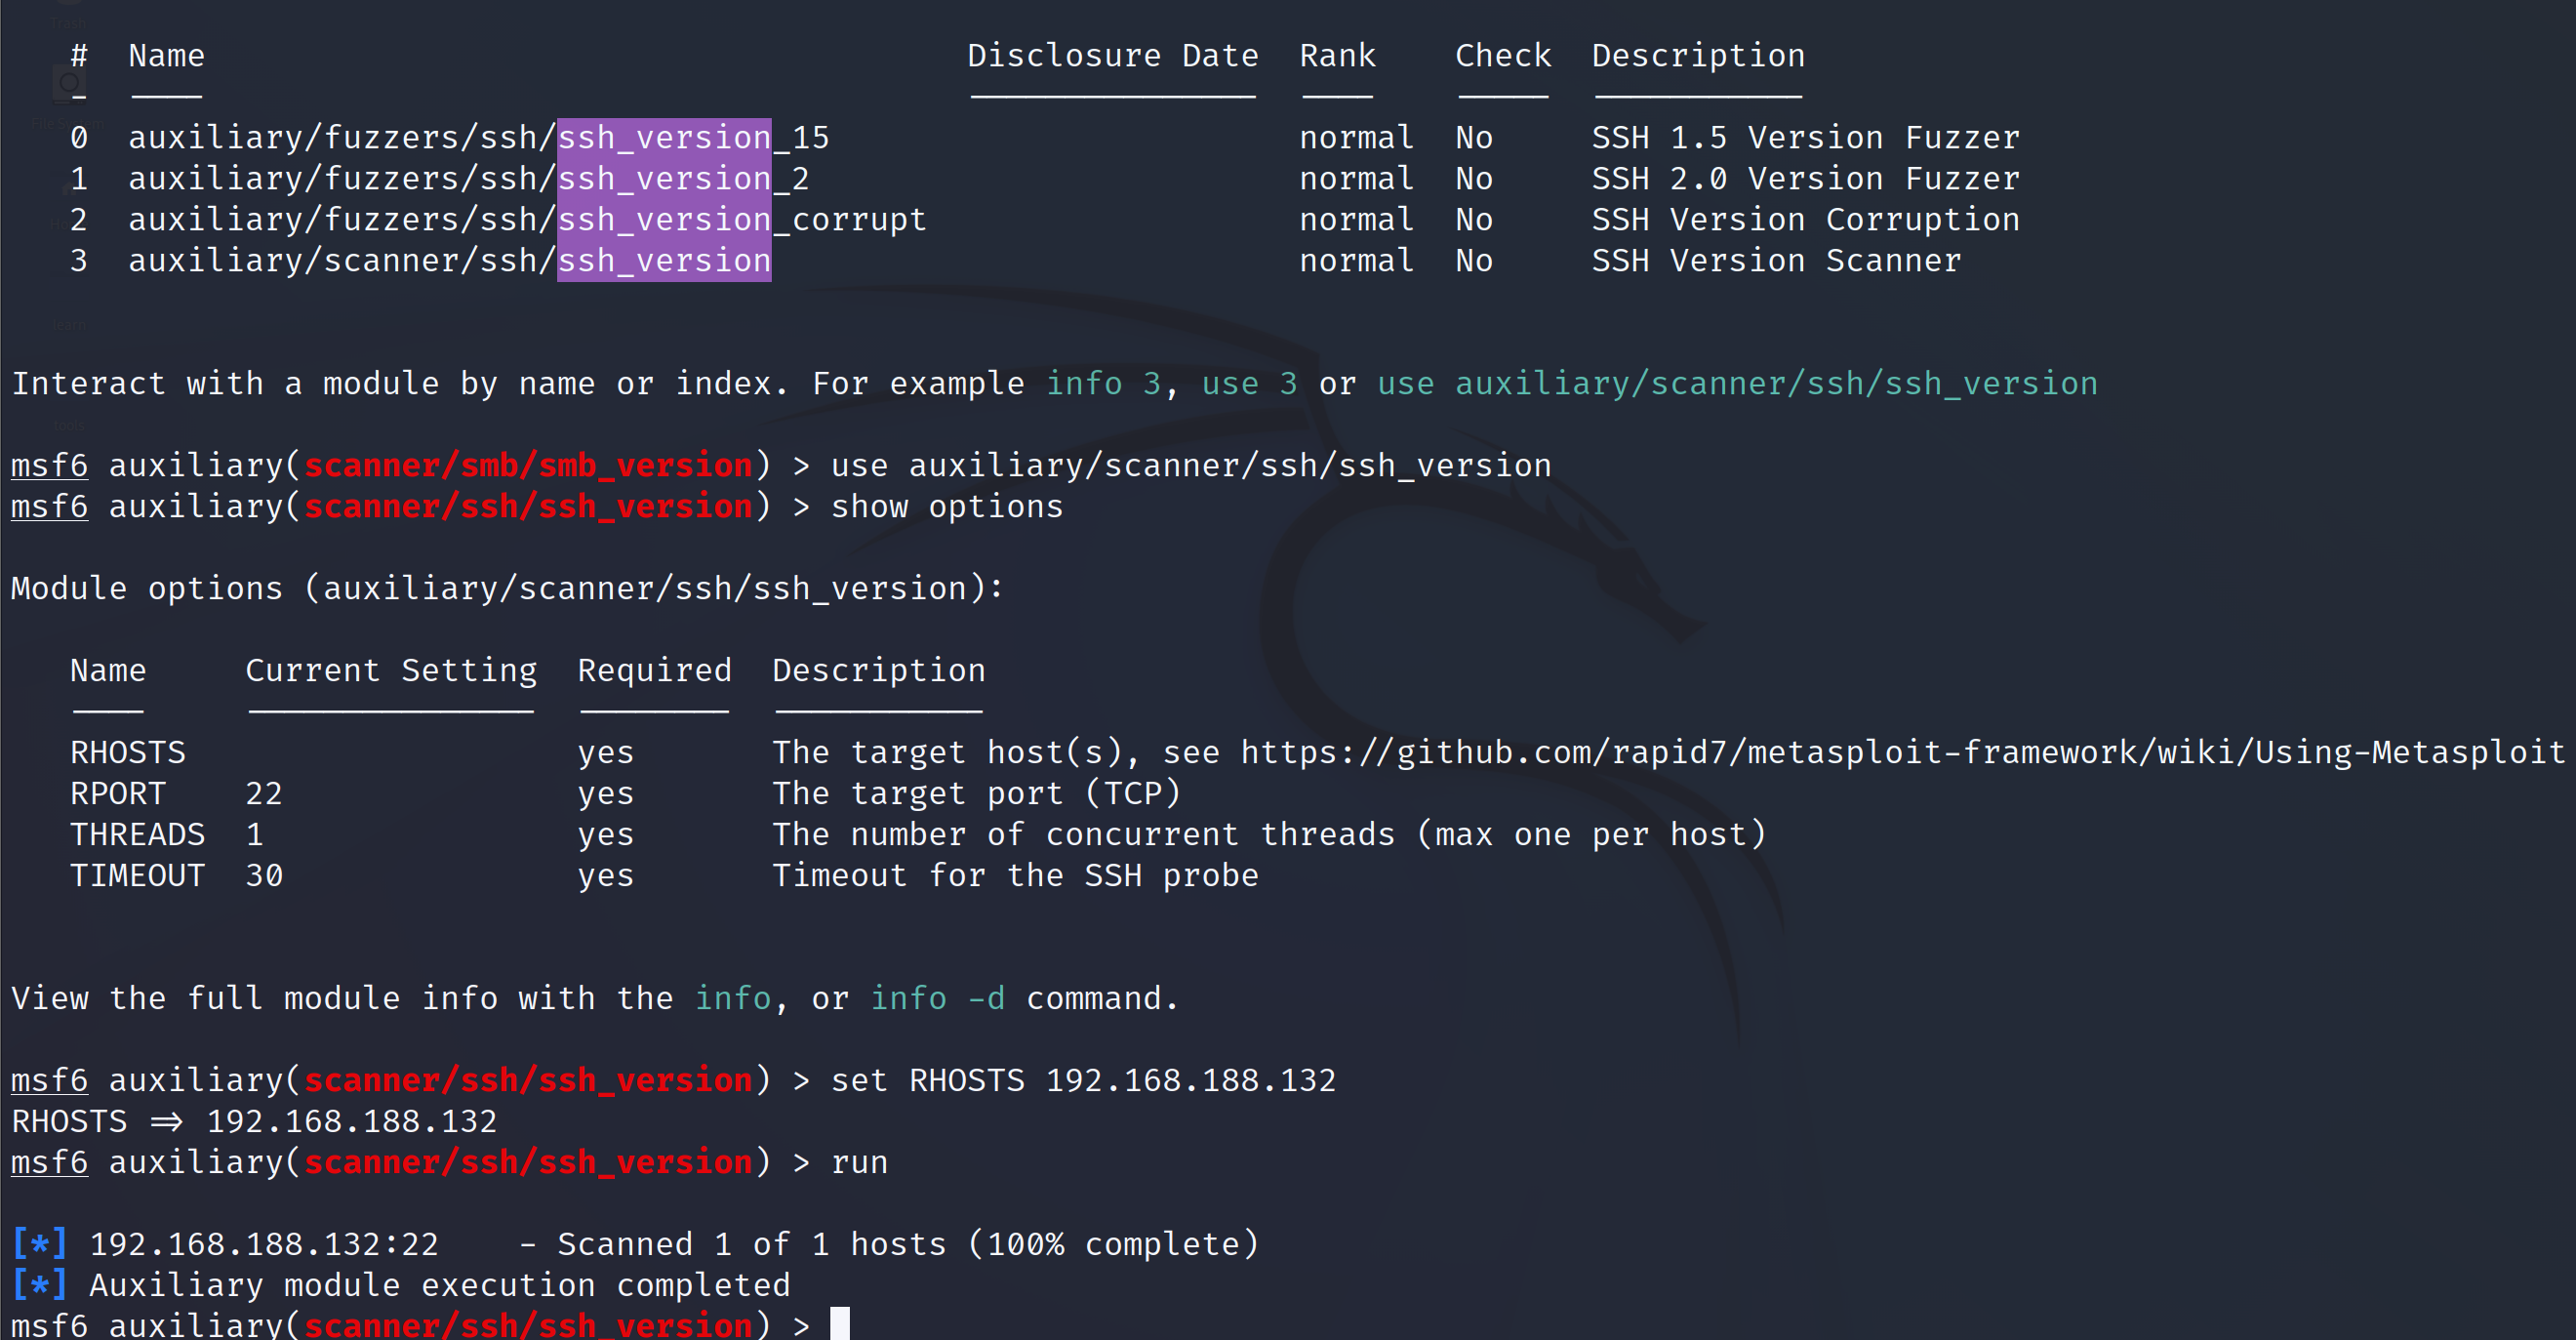 Trash
#  Name  Disclosure Date  Rank  Check  Description
-  ----  ---------------  ----  -----  -----------
0  auxiliary/fuzzers/ssh/ssh_version_15  normal  No  SSH 1.5 Version Fuzzer
1  auxiliary/fuzzers/ssh/ssh_version_2  normal  No  SSH 2.0 Version Fuzzer
2  auxiliary/fuzzers/ssh/ssh_version_corrupt  normal  No  SSH Version Corruption
3  auxiliary/scanner/ssh/ssh_version  normal  No  SSH Version Scanner
learn
Interact with a module by name or index. For example info 3, use 3 or use auxiliary/scanner/ssh/ssh_version
tools
msf6 auxiliary(scanner/smb/smb_version) > use auxiliary/scanner/ssh/ssh_version
msf6 auxiliary(scanner/ssh/ssh_version) > show options
Module options (auxiliary/scanner/ssh/ssh_version):
Name  Current Setting  Required  Description
----  ---------------  --------  -----------
RHOSTS  yes  The target host(s), see https://github.com/rapid7/metasploit-framework/wiki/Using-Metasploit
RPORT  22  yes  The target port (TCP)
THREADS  1  yes  The number of concurrent threads (max one per host)
TIMEOUT  30  yes  Timeout for the SSH probe
View the full module info with the info, or info -d command.
msf6 auxiliary(scanner/ssh/ssh_version) > set RHOSTS 192.168.188.132
RHOSTS => 192.168.188.132
msf6 auxiliary(scanner/ssh/ssh_version) > run
[*] 192.168.188.132:22    - Scanned 1 of 1 hosts (100% complete)
[*] Auxiliary module execution completed
msf6 auxiliary(scanner/ssh/ssh_version) >